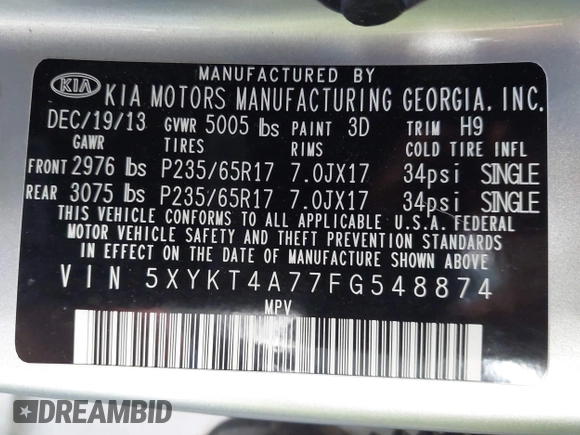 MANUFACTURED BY
KIA KIA MOTORS MANUFACTURING GEORGIA, INC.
DEC/19/13 GVWR 5005 lbs PAINT 3D TRIM H9
GAWR TIRES RIMS COLD TIRE INFL
FRONT 2976 lbs P235/65R17 7.0JX17 34psi SINGLE
REAR 3075 lbs P235/65R17 7.0JX17 34psi SINGLE
THIS VEHICLE CONFORMS TO ALL APPLICABLE U.S.A. FEDERAL
MOTOR VEHICLE SAFETY AND THEFT PREVENTION STANDARDS
IN EFFECT ON THE DATE OF MANUFACTURE SHOWN ABOVE.
VIN 5XYKT4A77FG548874
MPV
DREAMBID